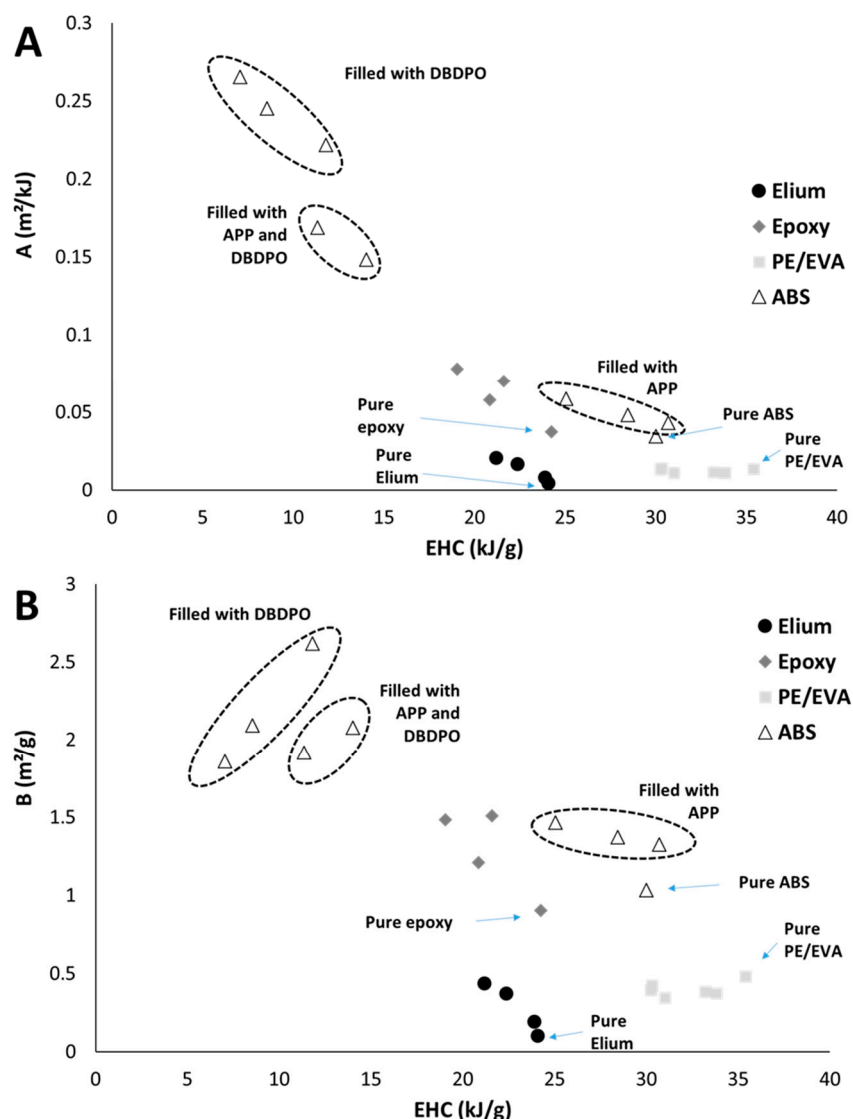 A
0.3
0.25
0.2
0.15
0.1
0.05
0
A (m²/kJ)
Filled with DBDPO
Filled with
APP and
DBDPO
Elium
Epoxy
PE/EVA
ABS
Filled with
APP
Pure
epoxy
Pure ABS
Pure
PE/EVA
Pure
Elium
0
5
10
15
20
25
30
35
40
EHC (kJ/g)
B
3
2.5
2
1.5
1
0.5
0
B (m²/g)
Filled with DBDPO
Filled with
APP and
DBDPO
Elium
Epoxy
PE/EVA
ABS
Filled with
APP
Pure ABS
Pure epoxy
Pure
PE/EVA
Pure
Elium
0
5
10
15
20
25
30
35
40
EHC (kJ/g)